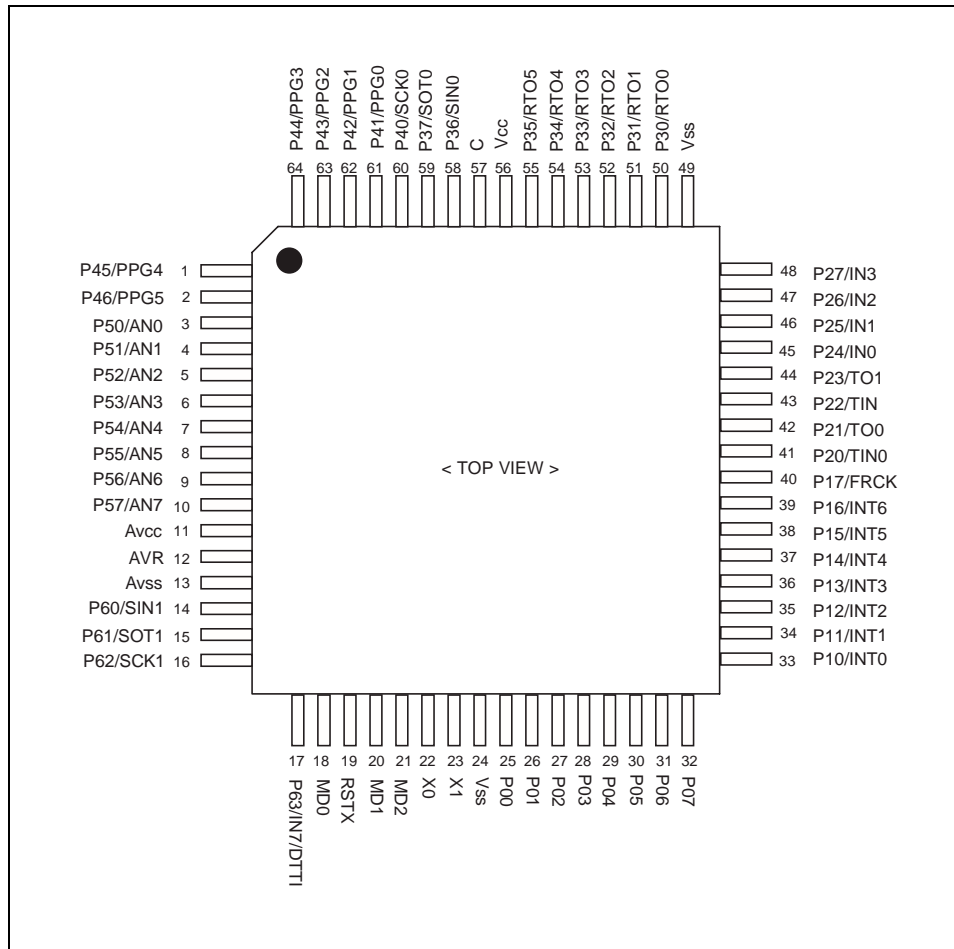 P44/PPG3
P43/PPG2
P42/PPG1
P41/PPG0
P40/SCK0
P37/SOT0
P36/SIN0
C
Vcc
P35/RTO5
P34/RTO4
P33/RTO3
P32/RTO2
P31/RTO1
P30/RTO0
Vss
64 63 62 61 60 59 58 57 56 55 54 53 52 51 50 49
P45/PPG4 1
P46/PPG5 2
P50/AN0 3
P51/AN1 4
P52/AN2 5
P53/AN3 6
P54/AN4 7
P55/AN5 8
P56/AN6 9
P57/AN7 10
Avcc 11
AVR 12
Avss 13
P60/SIN1 14
P61/SOT1 15
P62/SCK1 16
< TOP VIEW >
48 P27/IN3
47 P26/IN2
46 P25/IN1
45 P24/IN0
44 P23/TO1
43 P22/TIN
42 P21/TO0
41 P20/TIN0
40 P17/FRCK
39 P16/INT6
38 P15/INT5
37 P14/INT4
36 P13/INT3
35 P12/INT2
34 P11/INT1
33 P10/INT0
17 18 19 20 21 22 23 24 25 26 27 28 29 30 31 32
P63/IN7/DTTI
MD0
RSTX
MD1
MD2
X0
X1
Vss
P00
P01
P02
P03
P04
P05
P06
P07